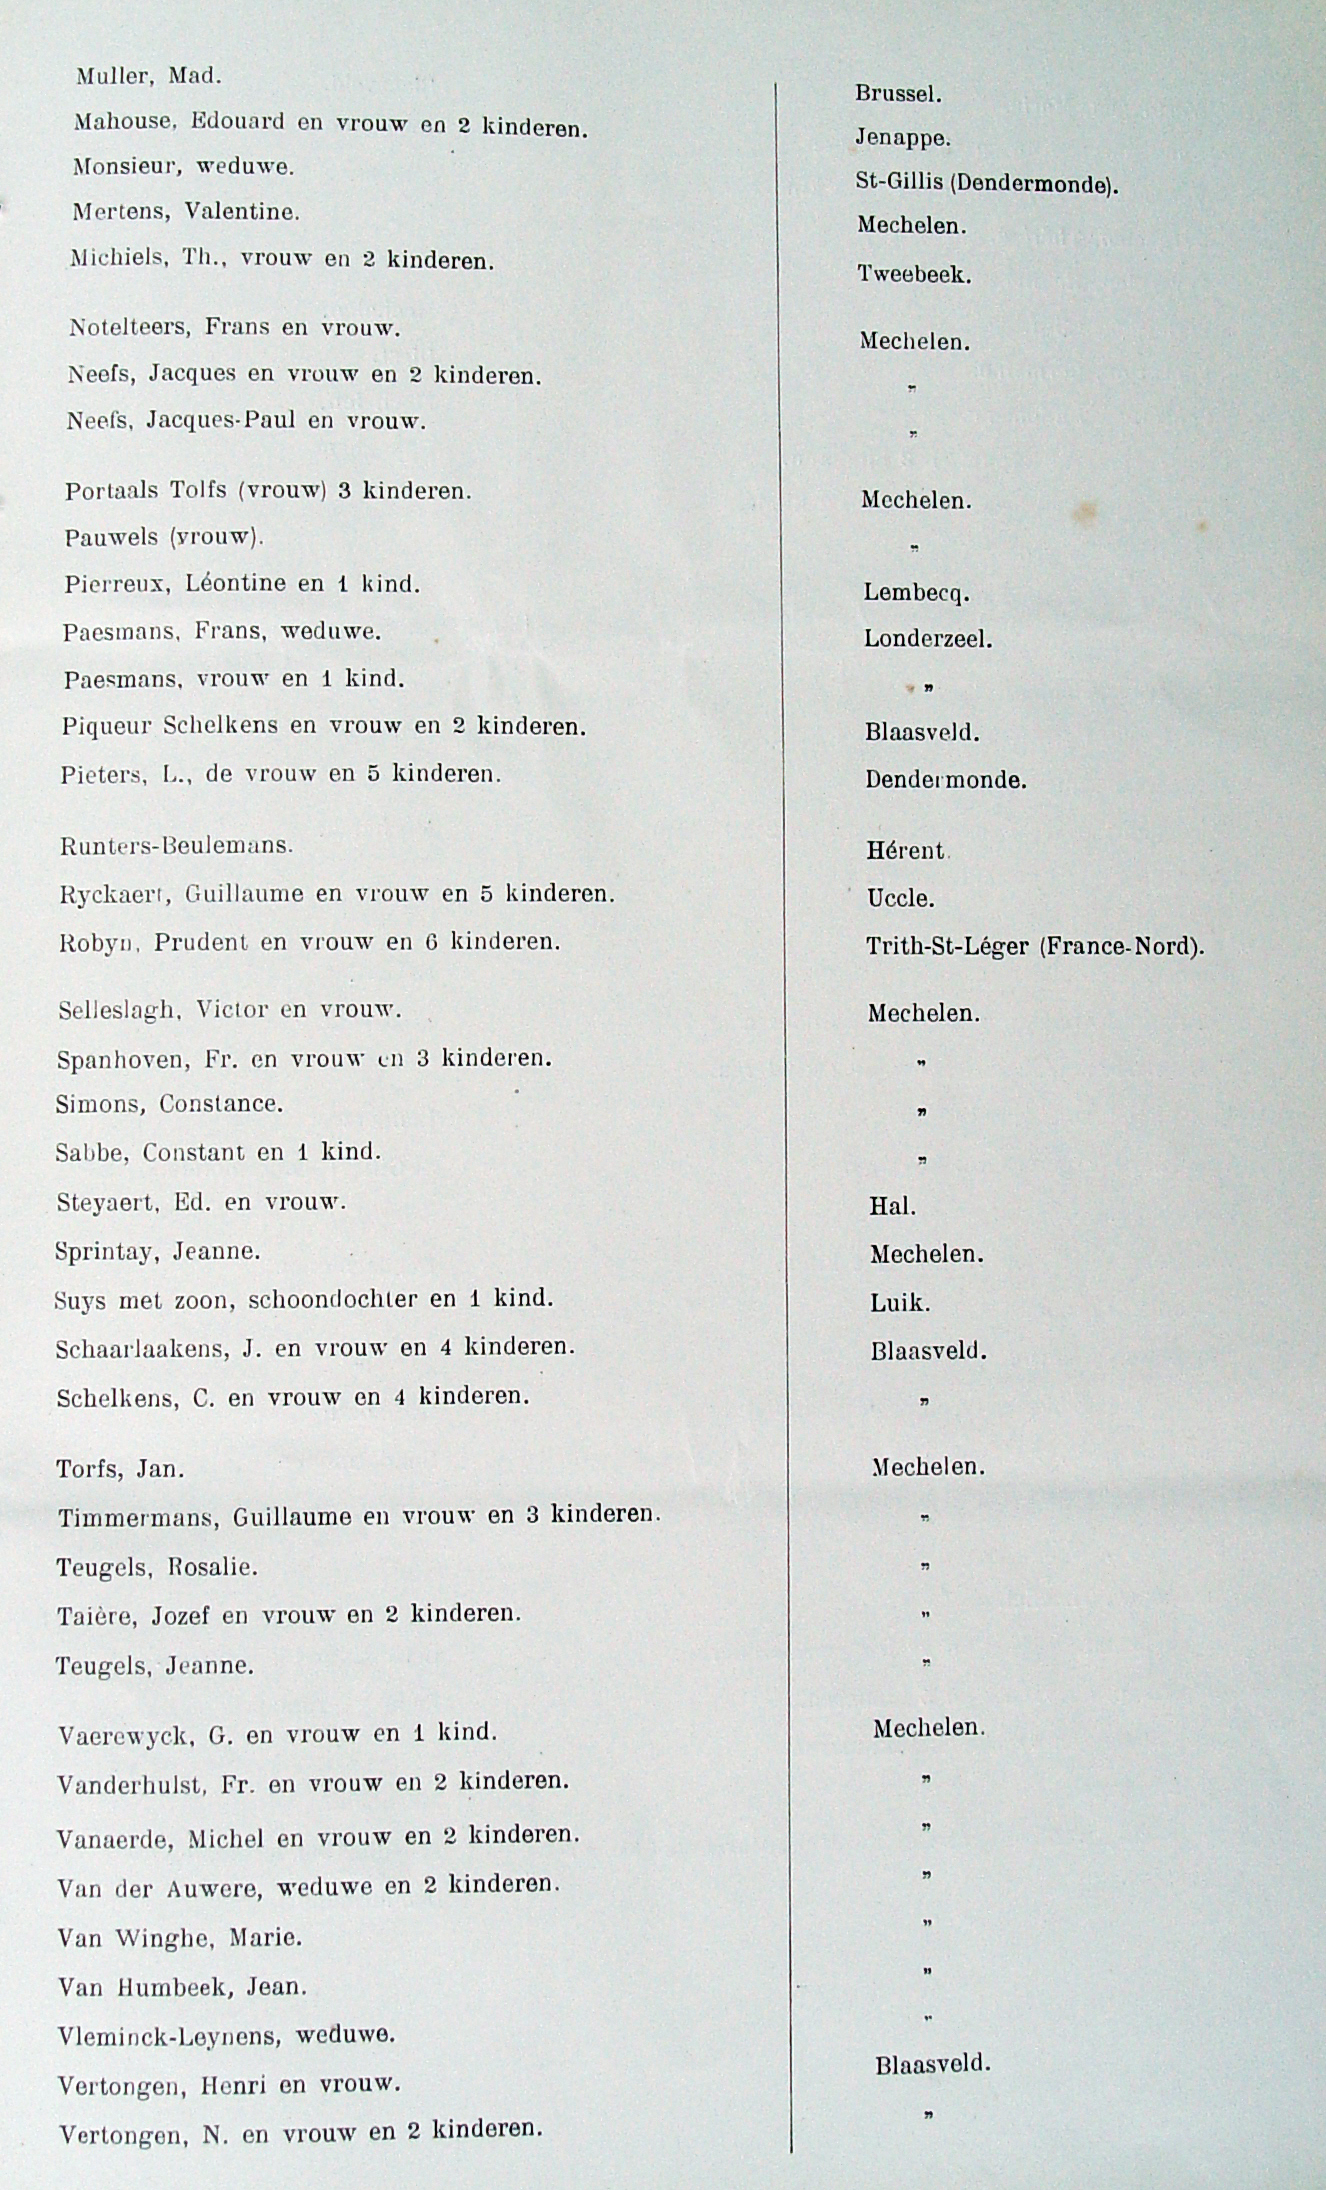 Muller, Mad. Brussel.
Mahouse, Edouard en vrouw en 2 kinderen. Jenappe.
Monsieur, weduwe. St-Gillis (Dendermonde).
Mertens, Valentine. Mechelen.
Michiels, Th., vrouw en 2 kinderen. Tweebeek.
Notelteers, Frans en vrouw. Mechelen.
Neefs, Jacques en vrouw en 2 kinderen. „
Neefs, Jacques-Paul en vrouw. „
Portaals Tolfs (vrouw) 3 kinderen. Mechelen.
Pauwels (vrouw). „
Pierreux, Léontine en 1 kind. Lembecq.
Paesmans, Frans, weduwe. Londerzeel.
Paesmans, vrouw en 1 kind. „
Piqueur Schelkens en vrouw en 2 kinderen. Blaasveld.
Pieters, L., de vrouw en 5 kinderen. Dendermonde.
Runters-Beulemans. Hérent.
Ryckaert, Guillaume en vrouw en 5 kinderen. Uccle.
Robyn, Prudent en vrouw en 6 kinderen. Trith-St-Léger (France-Nord).
Selleslagh, Victor en vrouw. Mechelen.
Spanhoven, Fr. en vrouw en 3 kinderen. „
Simons, Constance. „
Sabbe, Constant en 1 kind. „
Steyaert, Ed. en vrouw. Hal.
Sprintay, Jeanne. Mechelen.
Suys met zoon, schoondochter en 1 kind. Luik.
Schaarlaakens, J. en vrouw en 4 kinderen. Blaasveld.
Schelkens, C. en vrouw en 4 kinderen. „
Torfs, Jan. Mechelen.
Timmermans, Guillaume en vrouw en 3 kinderen. „
Teugels, Rosalie. „
Taière, Jozef en vrouw en 2 kinderen. „
Teugels, Jeanne. „
Vaerewyck, G. en vrouw en 1 kind. Mechelen.
Vanderhulst, Fr. en vrouw en 2 kinderen. „
Vanaerde, Michel en vrouw en 2 kinderen. „
Van der Auwere, weduwe en 2 kinderen. „
Van Winghe, Marie. „
Van Humbeek, Jean. „
Vleminck-Leynens, weduwe. „
Vertongen, Henri en vrouw. Blaasveld.
Vertongen, N. en vrouw en 2 kinderen. „